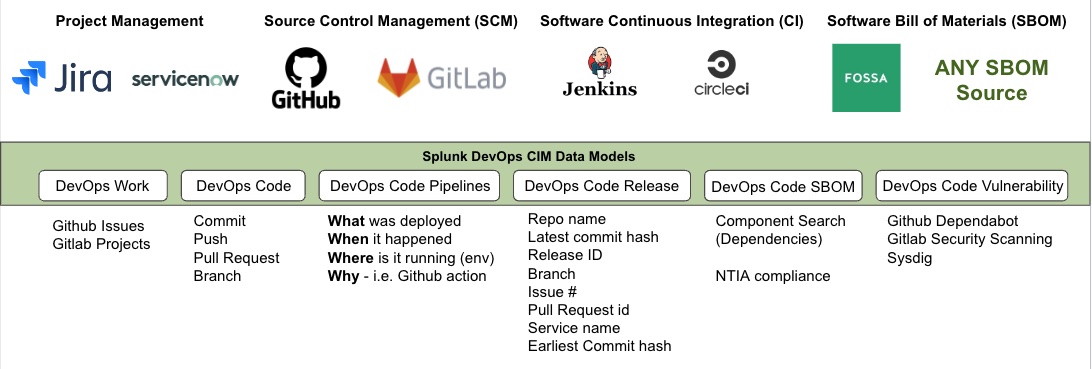 Project Management
Source Control Management (SCM)
Software Continuous Integration (CI)
Software Bill of Materials (SBOM)
Jira
servicenow
GitHub
GitLab
Jenkins
circleci
FOSSA
ANY SBOM
Source
Splunk DevOps CIM Data Models
DevOps Work
DevOps Code
DevOps Code Pipelines
DevOps Code Release
DevOps Code SBOM
DevOps Code Vulnerability
Github Issues
Gitlab Projects
Commit
Push
Pull Request
Branch
What was deployed
When it happened
Where is it running (env)
Why - i.e. Github action
Repo name
Latest commit hash
Release ID
Branch
Issue #
Pull Request id
Service name
Earliest Commit hash
Component Search
(Dependencies)
NTIA compliance
Github Dependabot
Gitlab Security Scanning
Sysdig